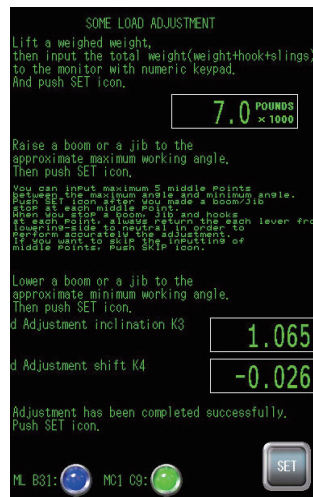 SOME LOAD ADJUSTMENT
Lift a weighed weight,
then input the total weight(weight+hook+slings)
to the monitor with numeric keypad.
And push SET icon.
7.0 POUNDS × 1000
Raise a boom or a jib to the
approximate maximum working angle.
Then push SET icon.
You can input maximum 5 middle Points
between the maximum angle and minimum angle.
Push SET icon after you made a boom/Jib
stop at each middle Point.
When you stop a boom, Jib and hooks
at each Point, always return the each lever fro
lowering-side to neutral in order to
Perform accurately the adjustment.
If you want to skip the inputting of
middle Points, Push SKIP icon.
Lower a boom or a jib to the
approximate minimum working angle.
Then push SET icon.
d Adjustment inclination K3
1.065
d Adjustment shift K4
-0.026
Adjustment has been completed successfully.
Push SET icon.
ML B31: MC1 C9: SET